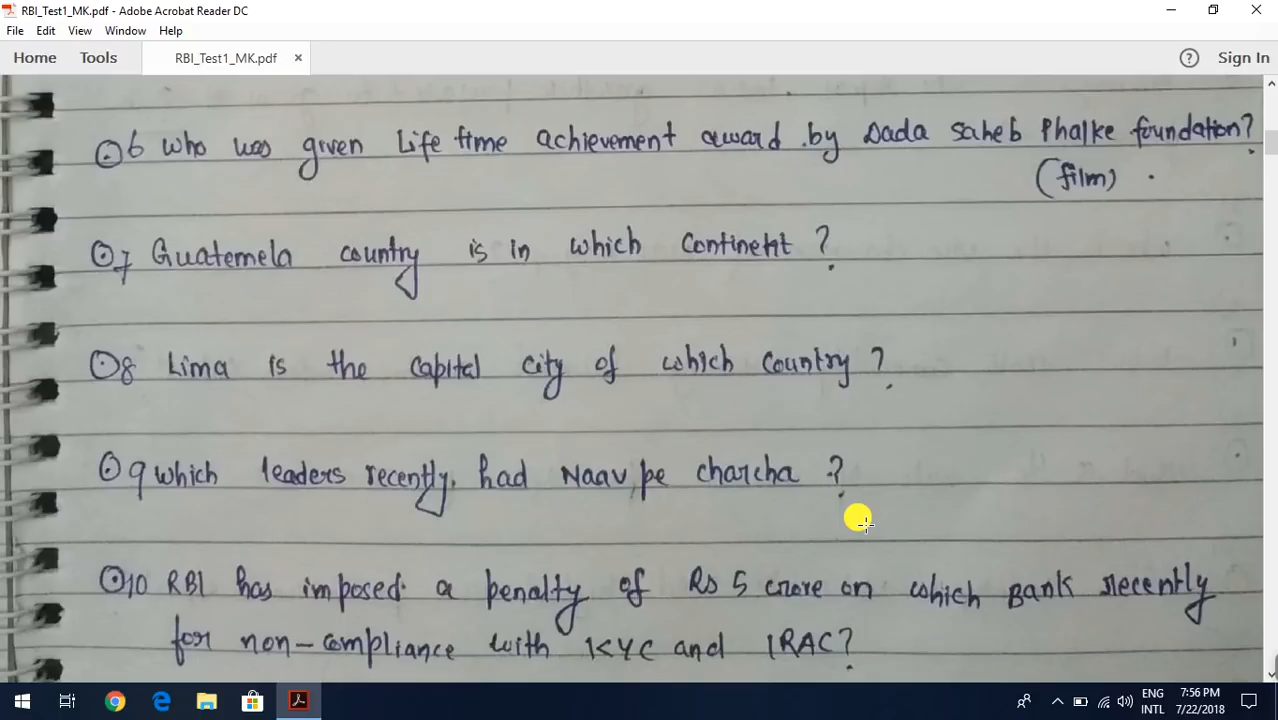 RBI_Test1_MK.pdf - Adobe Acrobat Reader DC
File Edit View Window Help
Home Tools RBI_Test1_MK.pdf × ? Sign In
Q6 Who was given Life time achievement award by Dada Saheb Phalke foundation?
(film)
Q7 Guatemela country is in which Continent?
Q8 Lima is the capital city of which country?
Q9 which leaders recently had Naav pe charcha?
Q10 RBI has imposed a penalty of Rs 5 crore on which Bank recently
for non-compliance with KYC and IRAC?
ENG 7:56 PM
INTL 7/22/2018